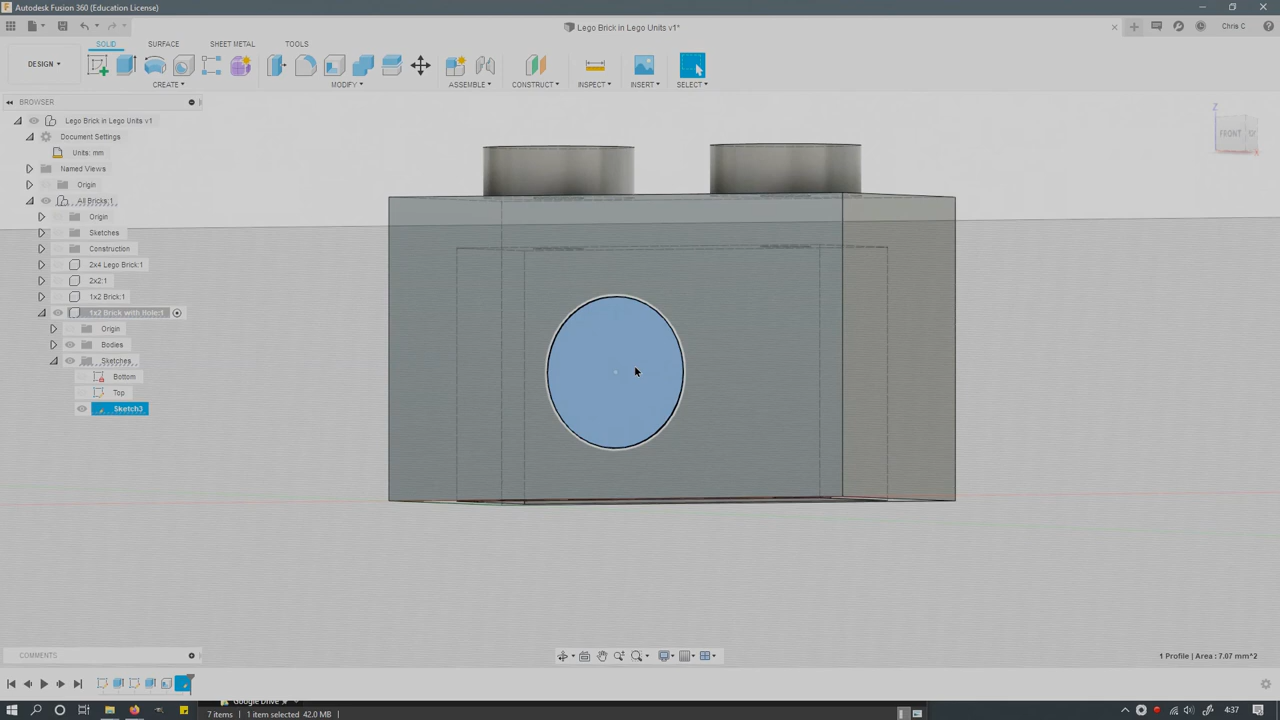 Autodesk Fusion 360 (Education License)
Lego Brick in Lego Units v1*
Chris C
SOLID
SURFACE
SHEET METAL
TOOLS
DESIGN
CREATE
MODIFY
ASSEMBLE
CONSTRUCT
INSPECT
INSERT
SELECT
BROWSER
Lego Brick in Lego Units v1
Document Settings
Units: mm
Named Views
Origin
All Bricks:1
Origin
Sketches
Construction
2x4 Lego Brick:1
2x2:1
1x2 Brick:1
1x2 Brick with Hole:1
Origin
Bodies
Sketches
Bottom
Top
Sketch3
Z
FRONT
X
COMMENTS
1 Profile | Area : 7.07 mm^2
Google Drive
7 items
1 item selected 42.0 MB
4:37